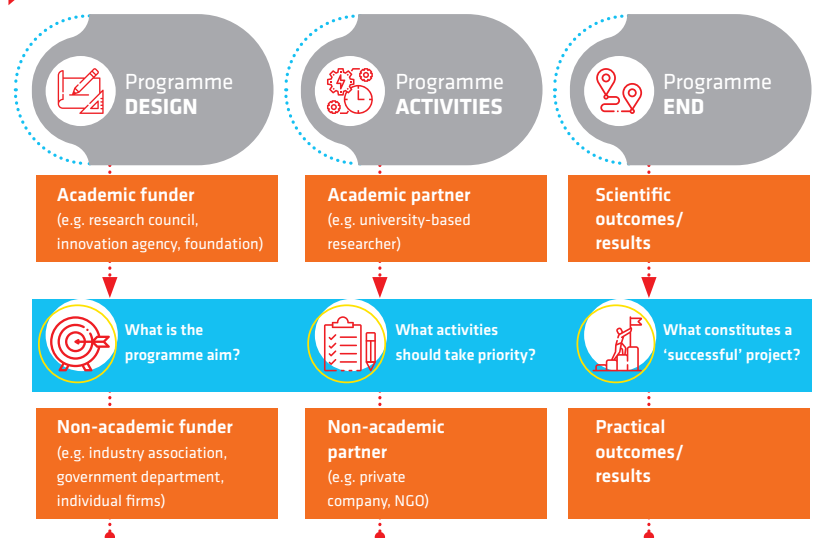 Programme
DESIGN
Programme
ACTIVITIES
Programme
END
Academic funder
(e.g. research council,
innovation agency, foundation)
Academic partner
(e.g. university-based
researcher)
Scientific
outcomes/
results
What is the
programme aim?
What activities
should take priority?
What constitutes a
‘successful’ project?
Non-academic funder
(e.g. industry association,
government department,
individual firms)
Non-academic
partner
(e.g. private
company, NGO)
Practical
outcomes/
results